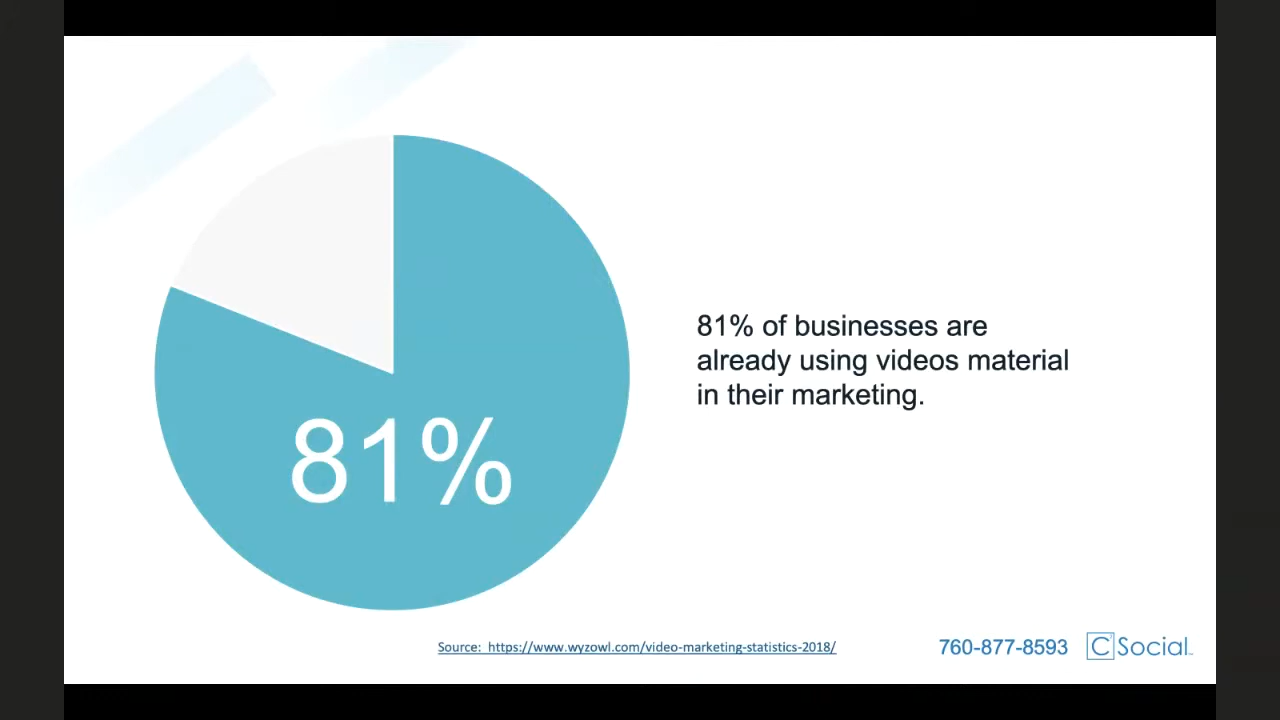 81%
81% of businesses are
already using videos material
in their marketing.
Source: https://www.wyzowl.com/video-marketing-statistics-2018/
760-877-8593
C Social